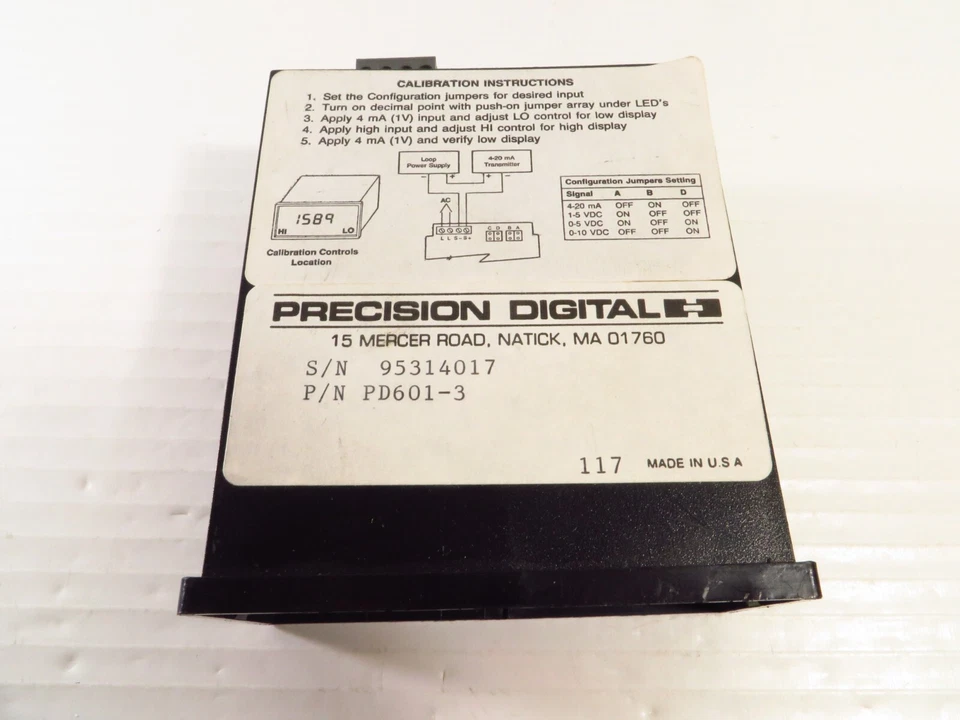 CALIBRATION INSTRUCTIONS
1. Set the Configuration jumpers for desired input
2. Turn on decimal point with push-on jumper array under LED's
3. Apply 4 mA (1V) input and adjust LO control for low display
4. Apply high input and adjust HI control for high display
5. Apply 4 mA (1V) and verify low display
Loop
Power Supply
4-20 mA
Transmitter
- + + -
AC
L L S- S+
C D B A
1589
HI LO
Calibration Controls
Location
Configuration Jumpers Setting
Signal A B D
4-20 mA OFF ON OFF
1-5 VDC ON OFF OFF
0-5 VDC ON OFF ON
0-10 VDC OFF OFF ON
PRECISION DIGITAL
15 MERCER ROAD, NATICK, MA 01760
S/N 95314017
P/N PD601-3
117 MADE IN U.S A